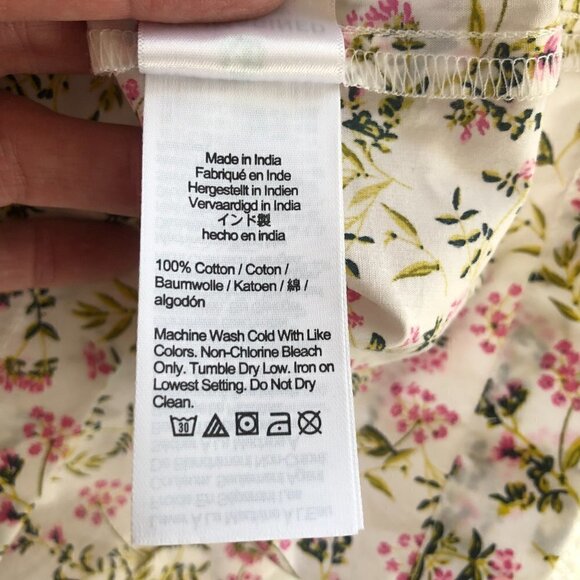 Made in India
Fabriqué en Inde
Hergestellt in Indien
Vervaardigd in India
インド製
hecho en india
100% Cotton / Coton /
Baumwolle / Katoen / 綿 /
algodón
Machine Wash Cold With Like
Colors. Non-Chlorine Bleach
Only. Tumble Dry Low. Iron on
Lowest Setting. Do Not Dry
Clean.
30